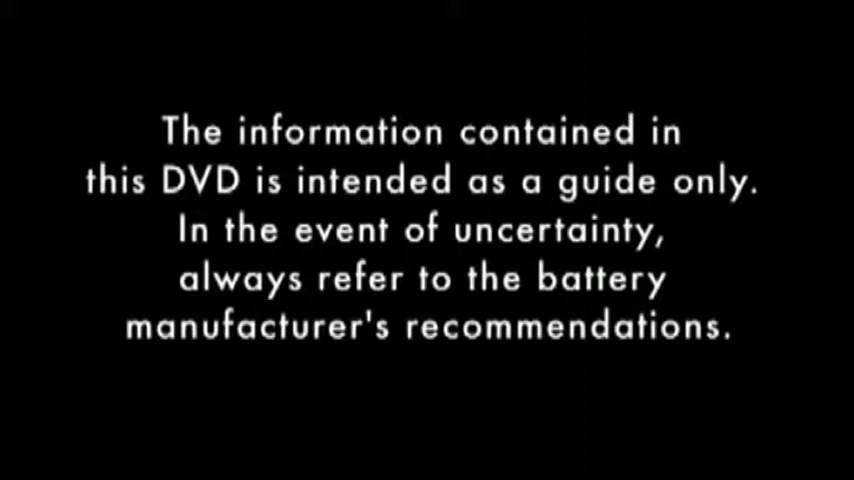 The information contained in
this DVD is intended as a guide only.
In the event of uncertainty,
always refer to the battery
manufacturer's recommendations.